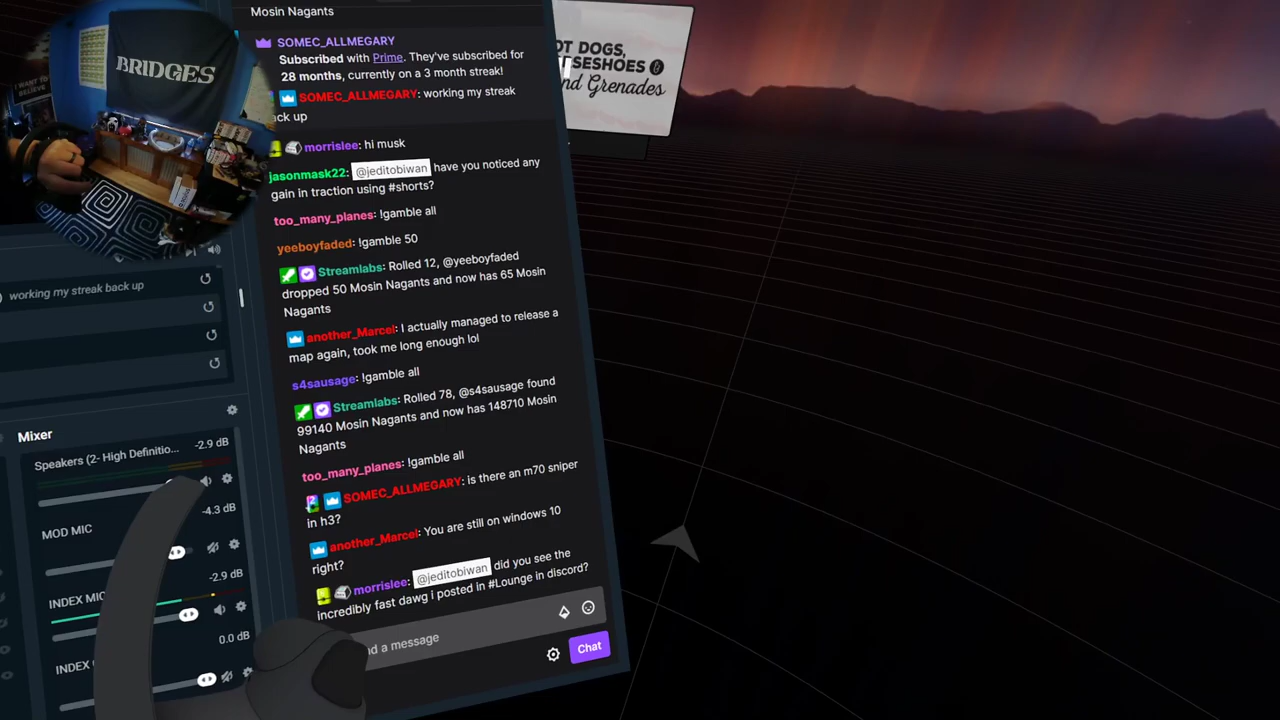 Mosin Nagants
SOMEC_ALLMEGARY
Subscribed with Prime. They've subscribed for
28 months, currently on a 3 month streak!
SOMEC_ALLMEGARY: working my streak
back up
morrislee: hi musk
jasonmask22: @jeditobiwan have you noticed any
gain in traction using #shorts?
too_many_planes: !gamble all
yeeboyfaded: !gamble 50
Streamlabs: Rolled 12, @yeeboyfaded
dropped 50 Mosin Nagants and now has 65 Mosin
Nagants
another_Marcel: I actually managed to release a
map again, took me long enough lol
s4sausage: !gamble all
Streamlabs: Rolled 78, @s4sausage found
99140 Mosin Nagants and now has 148710 Mosin
Nagants
too_many_planes: !gamble all
SOMEC_ALLMEGARY: is there an m70 sniper
in h3?
another_Marcel: You are still on windows 10
right?
morrislee: @jeditobiwan did you see the
incredibly fast dawg i posted in #Lounge in discord?
nd a message
Chat
BRIDGES
I WANT TO
BELIEVE
working my streak back up
Mixer
Speakers (2- High Definitio...
-2.9 dB
MOD MIC
-4.3 dB
INDEX MIC
-2.9 dB
INDEX
0.0 dB
OT DOGS,
SESHOES
nd Grenades